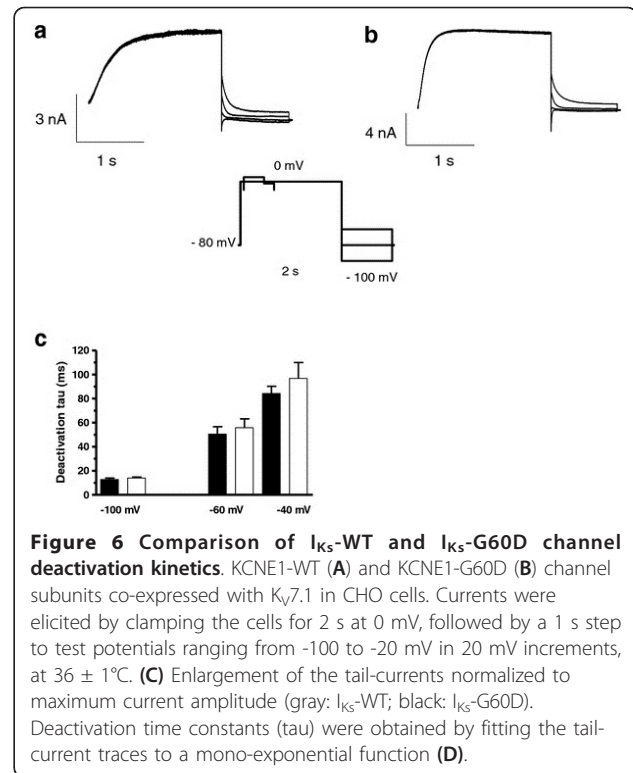 a
b
3 nA
1 s
4 nA
1 s
0 mV
- 80 mV
2 s
- 100 mV
c
Deactivation tau (ms)
120
100
80
60
40
20
0
-100 mV
-60 mV
-40 mV
Figure 6 Comparison of IKs-WT and IKs-G60D channel
deactivation kinetics. KCNE1-WT (A) and KCNE1-G60D (B) channel
subunits co-expressed with KV7.1 in CHO cells. Currents were
elicited by clamping the cells for 2 s at 0 mV, followed by a 1 s step
to test potentials ranging from -100 to -20 mV in 20 mV increments,
at 36 ± 1°C. (C) Enlargement of the tail-currents normalized to
maximum current amplitude (gray: IKs-WT; black: IKs-G60D).
Deactivation time constants (tau) were obtained by fitting the tail-
current traces to a mono-exponential function (D).